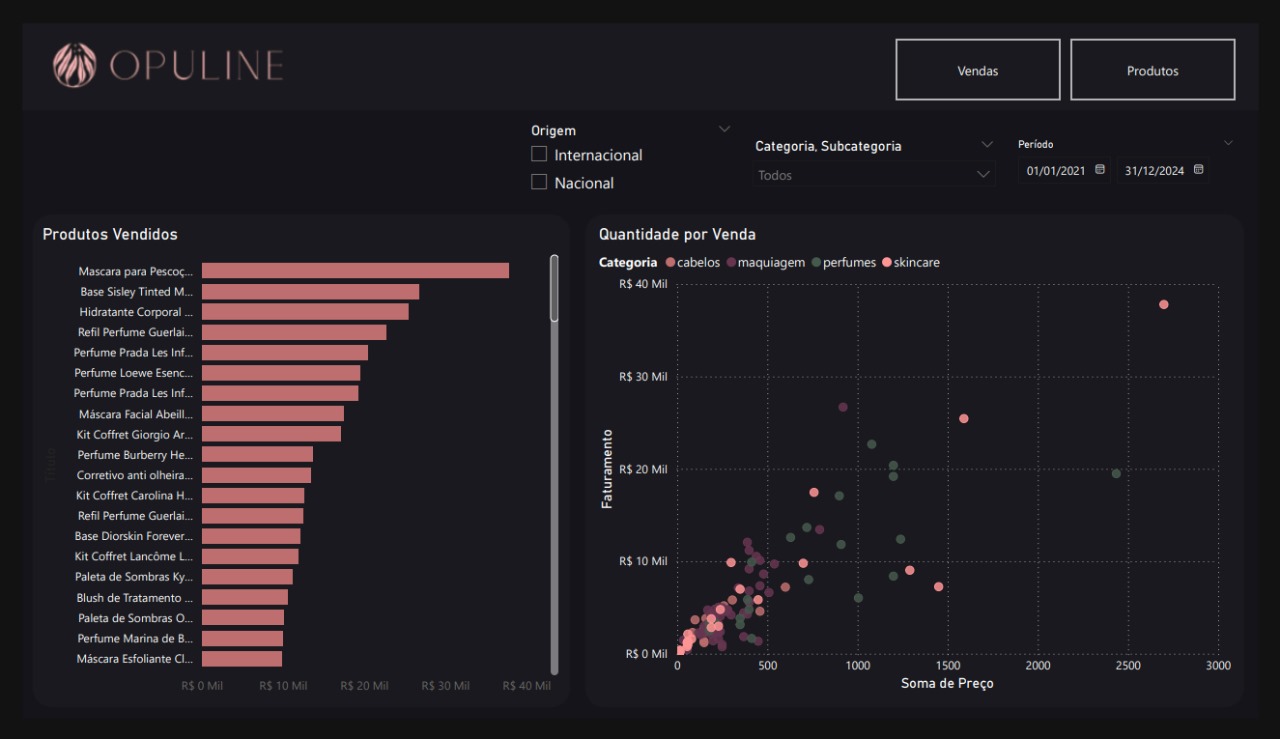 OPULINE
Vendas
Produtos
Origem
Internacional
Nacional
Categoria, Subcategoria
Todos
Período
01/01/2021
31/12/2024
Produtos Vendidos
Título
Mascara para Pescoç...
Base Sisley Tinted M...
Hidratante Corporal ...
Refil Perfume Guerlai...
Perfume Prada Les Inf...
Perfume Loewe Esenc...
Perfume Prada Les Inf...
Máscara Facial Abeill...
Kit Coffret Giorgio Ar...
Perfume Burberry He...
Corretivo anti olheira...
Kit Coffret Carolina H...
Refil Perfume Guerlai...
Base Diorskin Forever...
Kit Coffret Lancôme L...
Paleta de Sombras Ky...
Blush de Tratamento ...
Paleta de Sombras O...
Perfume Marina de B...
Máscara Esfoliante Cl...
R$ 0 Mil R$ 10 Mil R$ 20 Mil R$ 30 Mil R$ 40 Mil
Quantidade por Venda
Categoria cabelos maquiagem perfumes skincare
Faturamento
R$ 40 Mil
R$ 30 Mil
R$ 20 Mil
R$ 10 Mil
R$ 0 Mil
0 500 1000 1500 2000 2500 3000
Soma de Preço